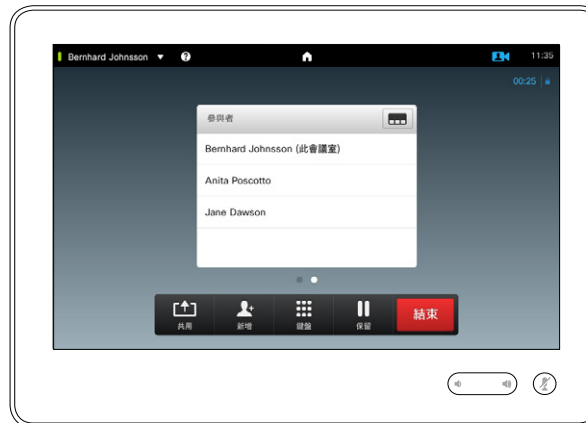 Bernhard Johnsson
11:35
00:25
參與者
Bernhard Johnsson (此會議室)
Anita Poscotto
Jane Dawson
共用
新增
鍵盤
保留
結束